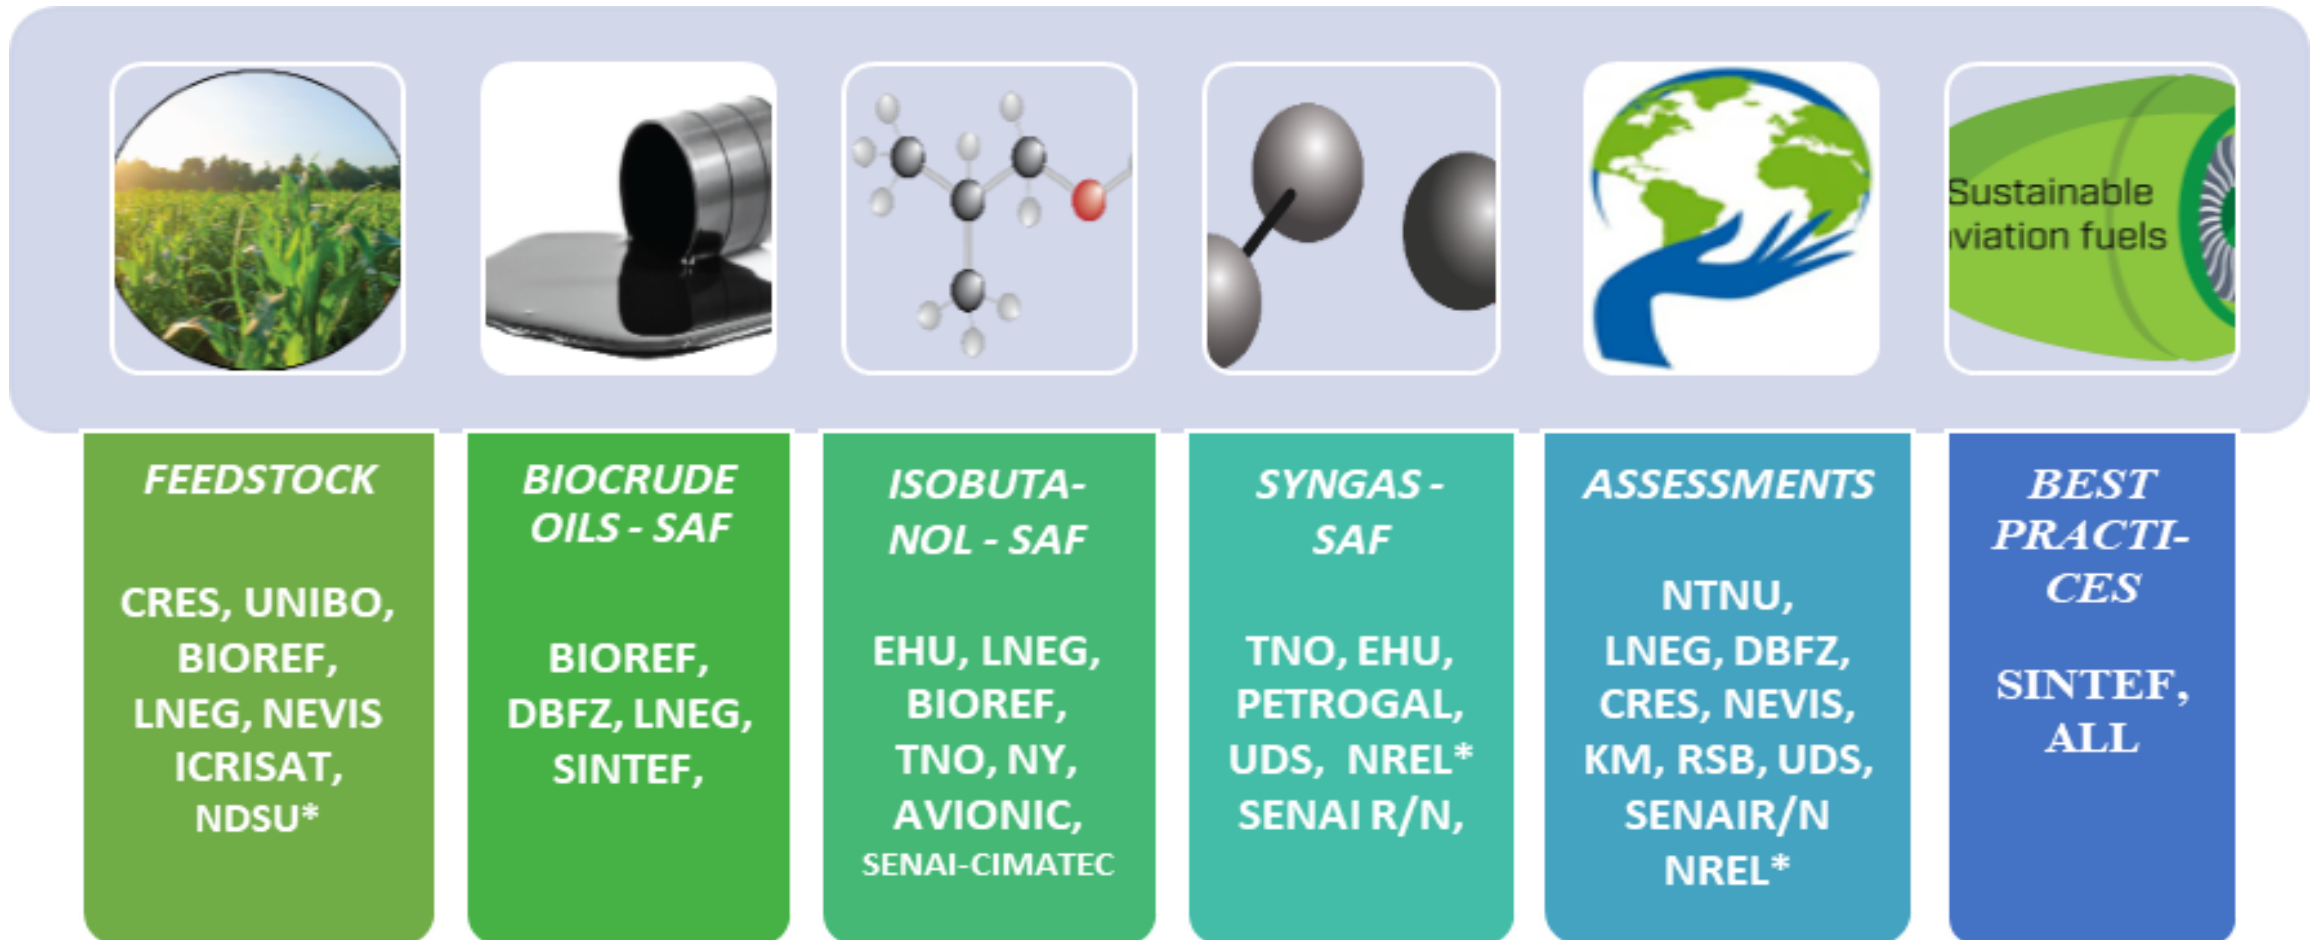 Sustainable
viation fuels
FEEDSTOCK
CRES, UNIBO,
BIOREF,
LNEG, NEVIS
ICRISAT,
NDSU*
BIOCRUDE
OILS - SAF
BIOREF,
DBFZ, LNEG,
SINTEF,
ISOBUTA-
NOL - SAF
EHU, LNEG,
BIOREF,
TNO, NY,
AVIONIC,
SENAI-CIMATEC
SYNGAS -
SAF
TNO, EHU,
PETROGAL,
UDS, NREL*
SENAI R/N,
ASSESSMENTS
NTNU,
LNEG, DBFZ,
CRES, NEVIS,
KM, RSB, UDS,
SENAIR/N
NREL*
BEST
PRACTI-
CES
SINTEF,
ALL